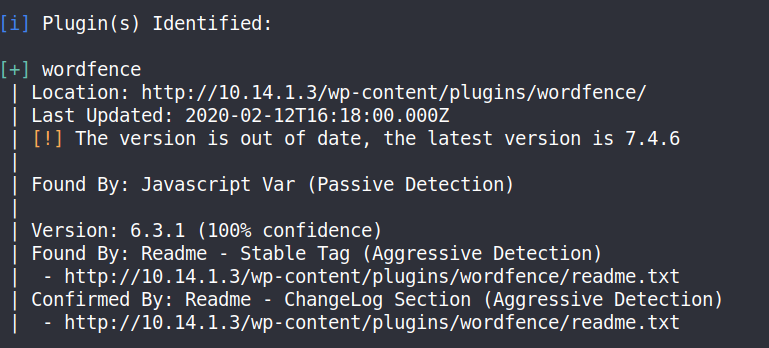 [i] Plugin(s) Identified:
[+] wordfence
| Location: http://10.14.1.3/wp-content/plugins/wordfence/
| Last Updated: 2020-02-12T16:18:00.000Z
| [!] The version is out of date, the latest version is 7.4.6
|
| Found By: Javascript Var (Passive Detection)
|
| Version: 6.3.1 (100% confidence)
| Found By: Readme - Stable Tag (Aggressive Detection)
|  - http://10.14.1.3/wp-content/plugins/wordfence/readme.txt
| Confirmed By: Readme - ChangeLog Section (Aggressive Detection)
|  - http://10.14.1.3/wp-content/plugins/wordfence/readme.txt